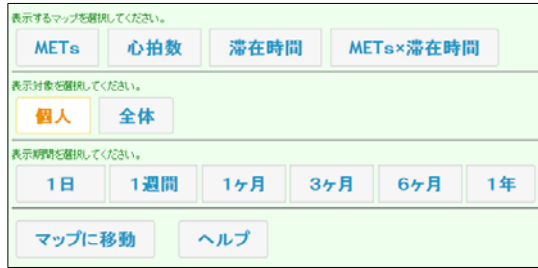 表示するマップを選択してください。
METs 心拍数 滞在時間 METs×滞在時間
表示対象を選択してください。
個人 全体
表示期間を選択してください。
1日 1週間 1ヶ月 3ヶ月 6ヶ月 1年
マップに移動 ヘルプ